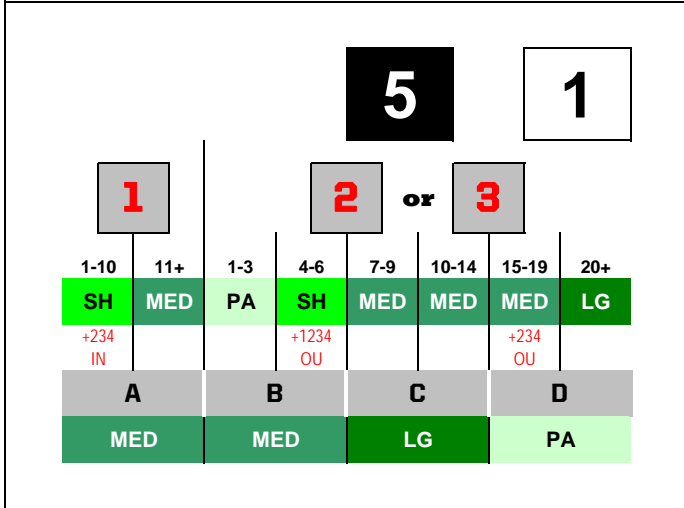 5 1
1 2 or 3
1-10 11+ 1-3 4-6 7-9 10-14 15-19 20+
SH MED PA SH MED MED MED LG
+234 +1234 +234
IN OU OU
A B C D
MED MED LG PA